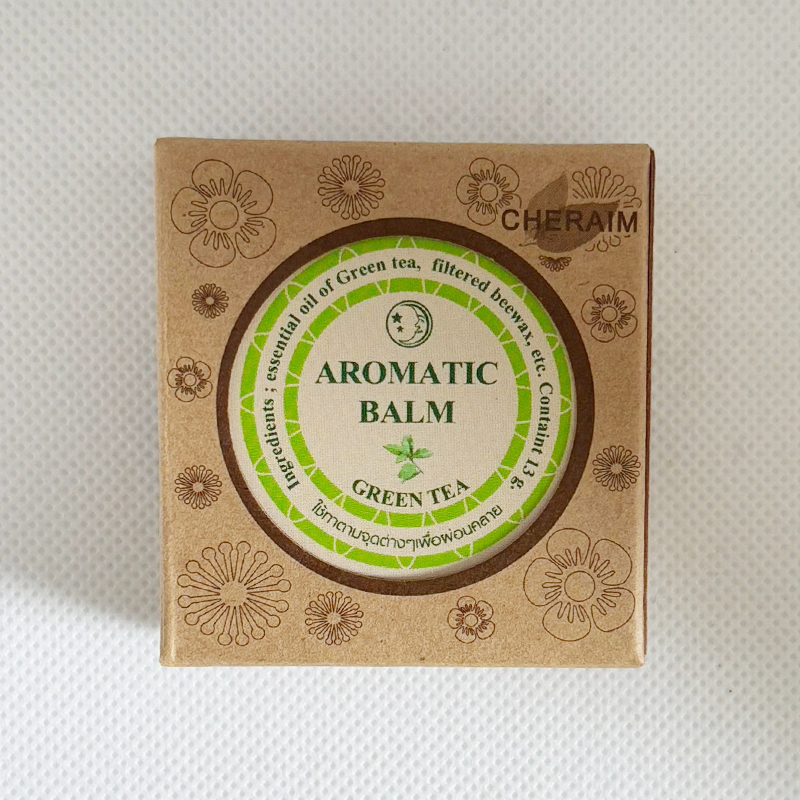 CHERAIM
Ingredients ; essential oil of Green tea, filtered beewax, etc. Containt 13 g.
AROMATIC
BALM
GREEN TEA
ใช้ทาตามจุดต่างๆเพื่อผ่อนคลาย